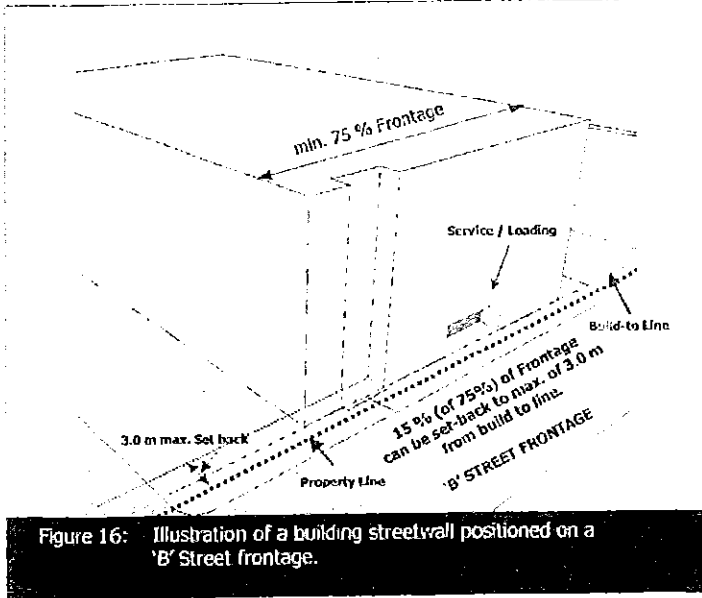 min. 75 % Frontage
Service / Loading
Build-to Line
15 % (of 75%) of Frontage
can be set-back to max. of 3.0 m
from build to line.
3.0 m max. Set back
Property Line
'B' STREET FRONTAGE
Figure 16: Illustration of a building streetwall positioned on a
'B' Street frontage.